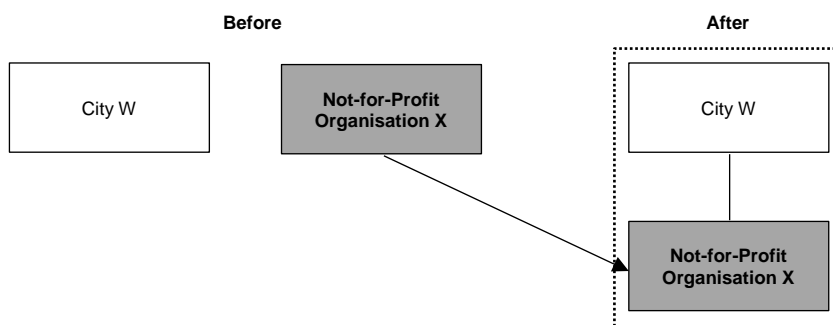 Before
After
City W
Not-for-Profit
Organisation X
City W
Not-for-Profit
Organisation X